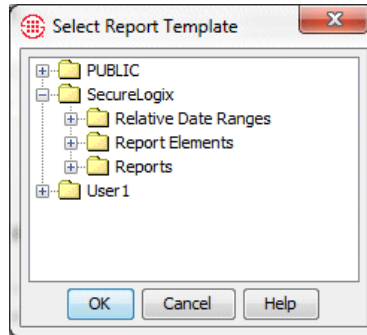 Select Report Template
PUBLIC
SecureLogix
Relative Date Ranges
Report Elements
Reports
User1
OK Cancel Help